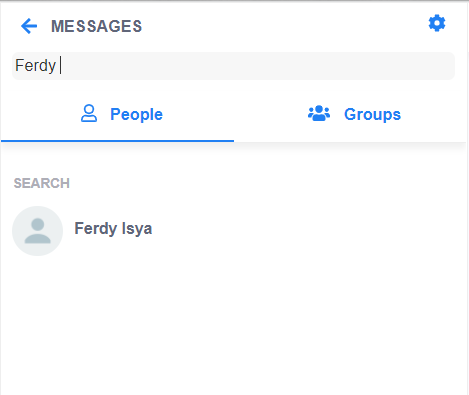 MESSAGES
Ferdy
People
Groups
SEARCH
Ferdy Isya